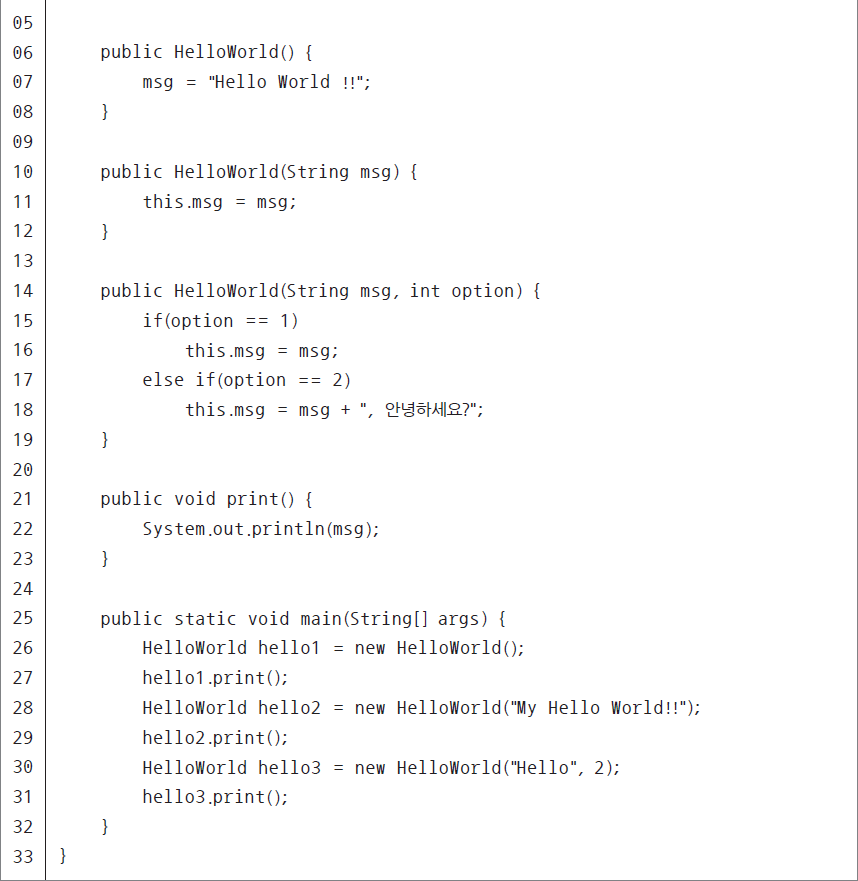 05
06    public HelloWorld() {
07        msg = "Hello World !!";
08    }
09
10    public HelloWorld(String msg) {
11        this.msg = msg;
12    }
13
14    public HelloWorld(String msg, int option) {
15        if(option == 1)
16            this.msg = msg;
17        else if(option == 2)
18            this.msg = msg + ", 안녕하세요?";
19    }
20
21    public void print() {
22        System.out.println(msg);
23    }
24
25    public static void main(String[] args) {
26        HelloWorld hello1 = new HelloWorld();
27        hello1.print();
28        HelloWorld hello2 = new HelloWorld("My Hello World!!");
29        hello2.print();
30        HelloWorld hello3 = new HelloWorld("Hello", 2);
31        hello3.print();
32    }
33 }